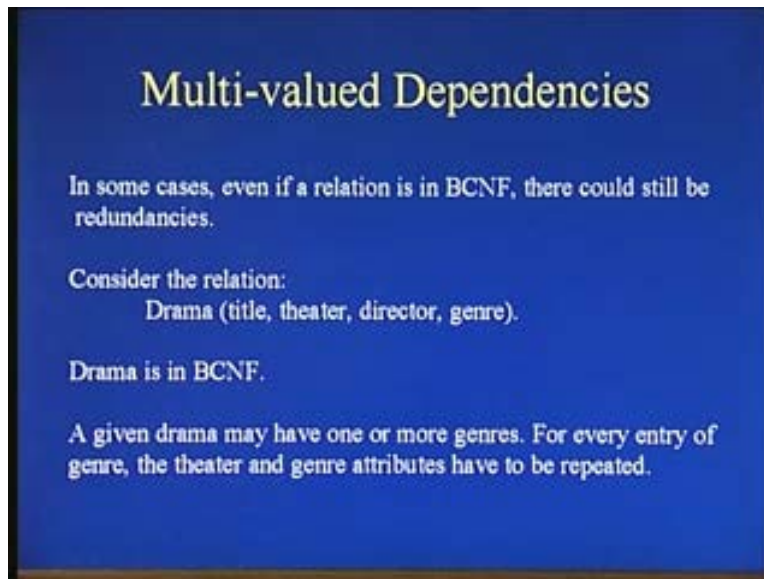 Multi-valued Dependencies
In some cases, even if a relation is in BCNF, there could still be
redundancies.
Consider the relation:
Drama (title, theater, director, genre).
Drama is in BCNF.
A given drama may have one or more genres. For every entry of
genre, the theater and genre attributes have to be repeated.